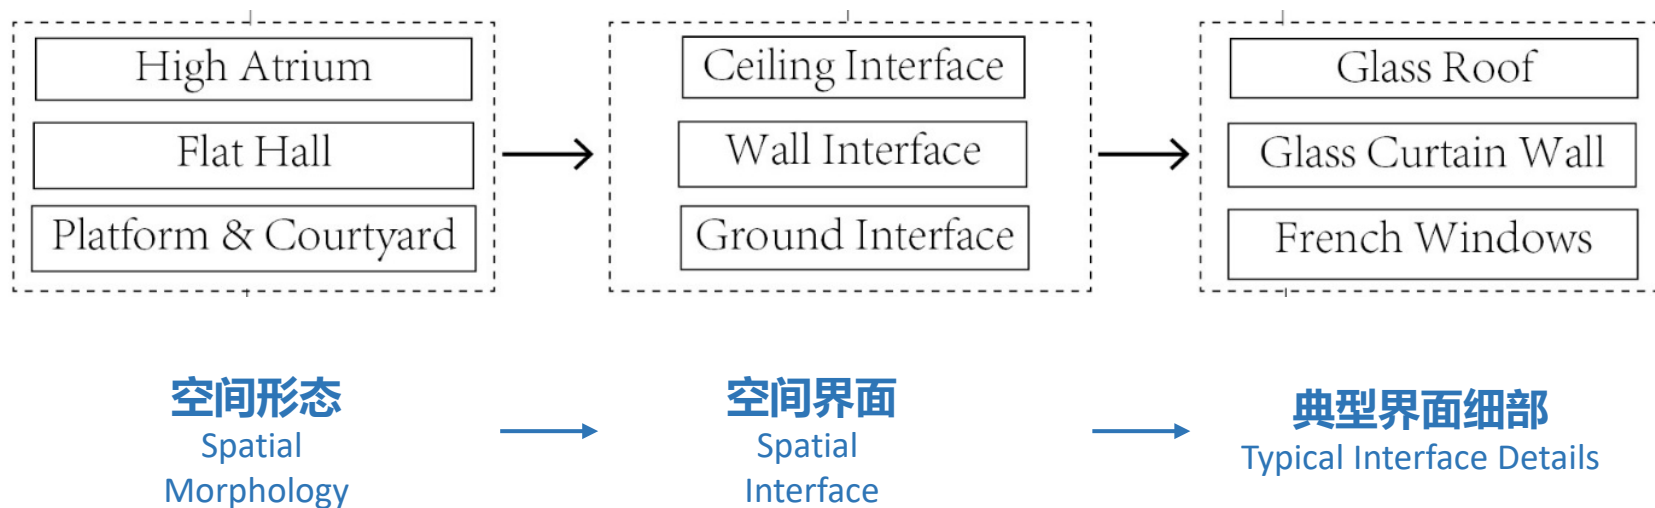 High Atrium
Flat Hall
Platform & Courtyard
Ceiling Interface
Wall Interface
Ground Interface
Glass Roof
Glass Curtain Wall
French Windows
空间形态
Spatial
Morphology
空间界面
Spatial
Interface
典型界面细部
Typical Interface Details